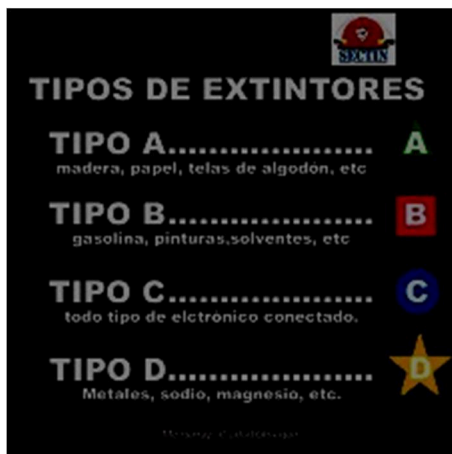 SECTIN
TIPOS DE EXTINTORES
TIPO A.................... A
madera, papel, telas de algodón, etc
TIPO B.................... B
gasolina, pinturas,solventes, etc
TIPO C.................... C
todo tipo de elctrónico conectado.
TIPO D.................... D
Metales, sodio, magnesio, etc.